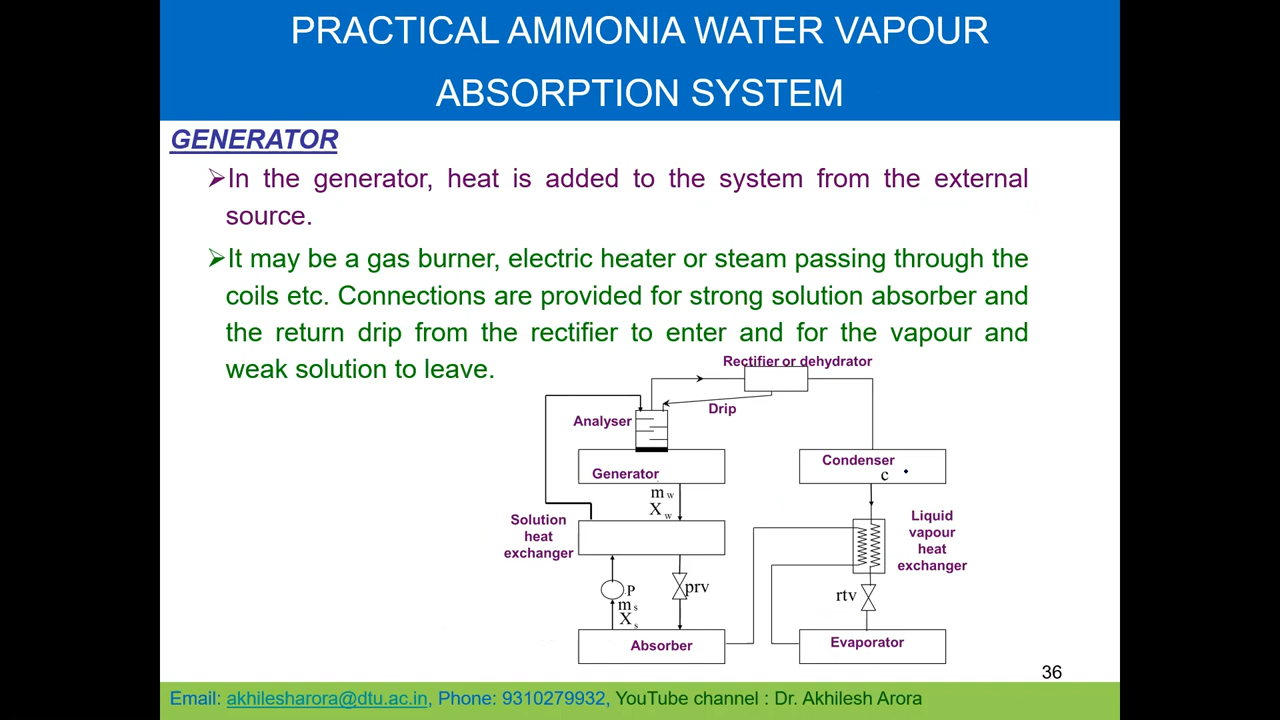 PRACTICAL AMMONIA WATER VAPOUR
ABSORPTION SYSTEM
GENERATOR
➢In the generator, heat is added to the system from the external
source.
➢It may be a gas burner, electric heater or steam passing through the
coils etc. Connections are provided for strong solution absorber and
the return drip from the rectifier to enter and for the vapour and
weak solution to leave.
Rectifier or dehydrator
Drip
Analyser
Condenser
c
Generator
m w
X w
Solution
heat
exchanger
Liquid
vapour
heat
exchanger
P
prv
m s
X s
rtv
Absorber
Evaporator
36
Email: akhilesharora@dtu.ac.in, Phone: 9310279932, YouTube channel : Dr. Akhilesh Arora